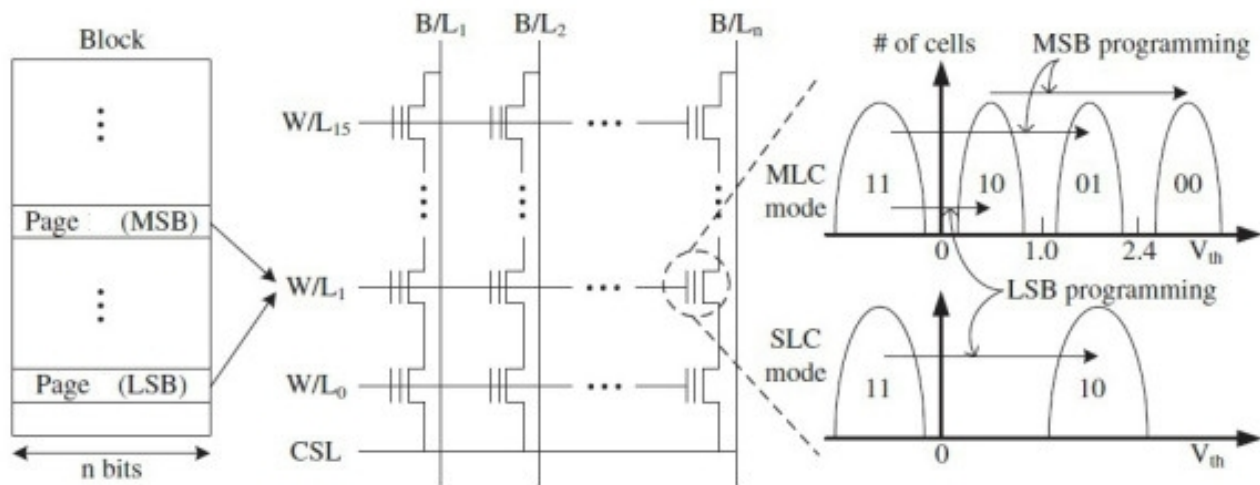 Block
Page (MSB)
Page (LSB)
n bits
B/L₁ B/L₂ B/Lₙ
W/L₁₅
W/L₁
W/L₀
CSL
# of cells MSB programming
MLC mode
11 10 01 00
0 1.0 2.4 Vₜₕ
LSB programming
SLC mode
11 10
0 Vₜₕ